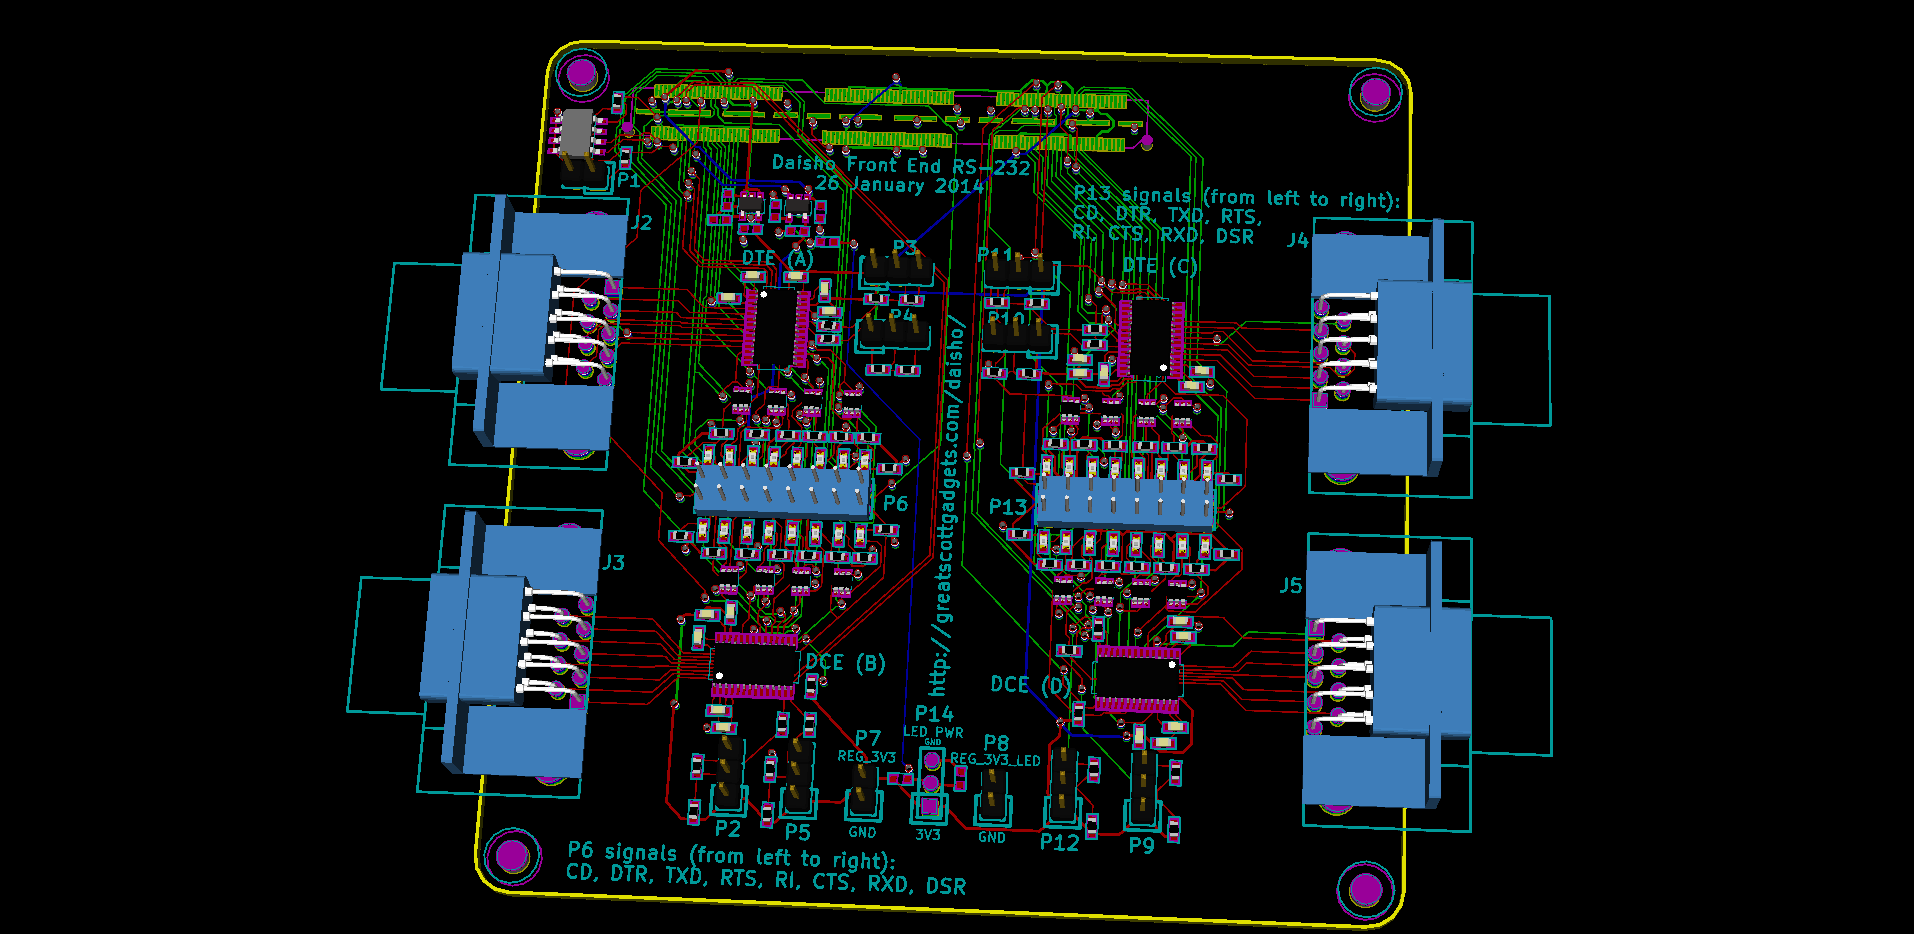 Daisho Front End RS-232
26 January 2014
P1
P13 signals (from left to right):
CD, DTR, TXD, RTS,
RI, CTS, RXD, DSR
J2
J4
P3
P11
DTE (A)
DTE (C)
P4
P10
http://greatscottgadgets.com/daisho/
P6
P13
J3
J5
DCE (B)
DCE (D)
P14
LED PWR
GND
P7
REG_3V3
P8
REG_3V3_LED
P2
P5
GND
3V3
GND
P12
P9
P6 signals (from left to right):
CD, DTR, TXD, RTS, RI, CTS, RXD, DSR